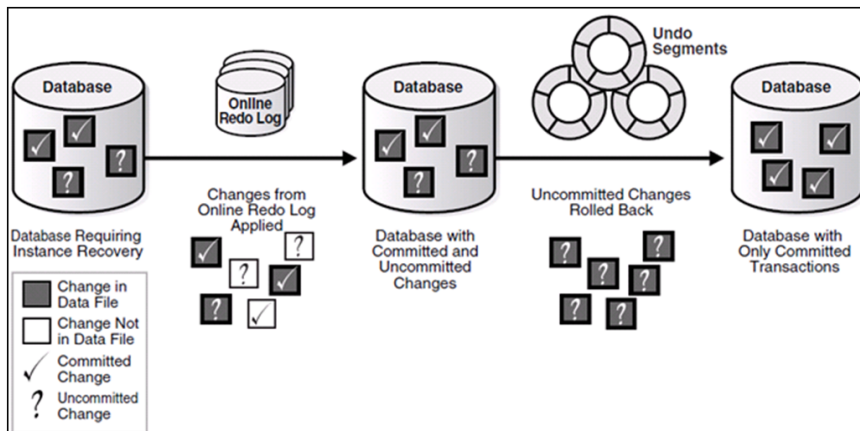 Database
Online
Redo Log
Database
Undo
Segments
Database
✓
✓
?
?
✓
✓
?
?
✓
✓
✓
✓
Database Requiring
Instance Recovery
Changes from
Online Redo Log
Applied
✓
?
?
✓
?
✓
Database with
Committed and
Uncommitted
Changes
Uncommitted Changes
Rolled Back
?
?
?
?
?
?
Database with
Only Committed
Transactions
Change in
Data File
Change Not
in Data File
✓ Committed
Change
? Uncommitted
Change